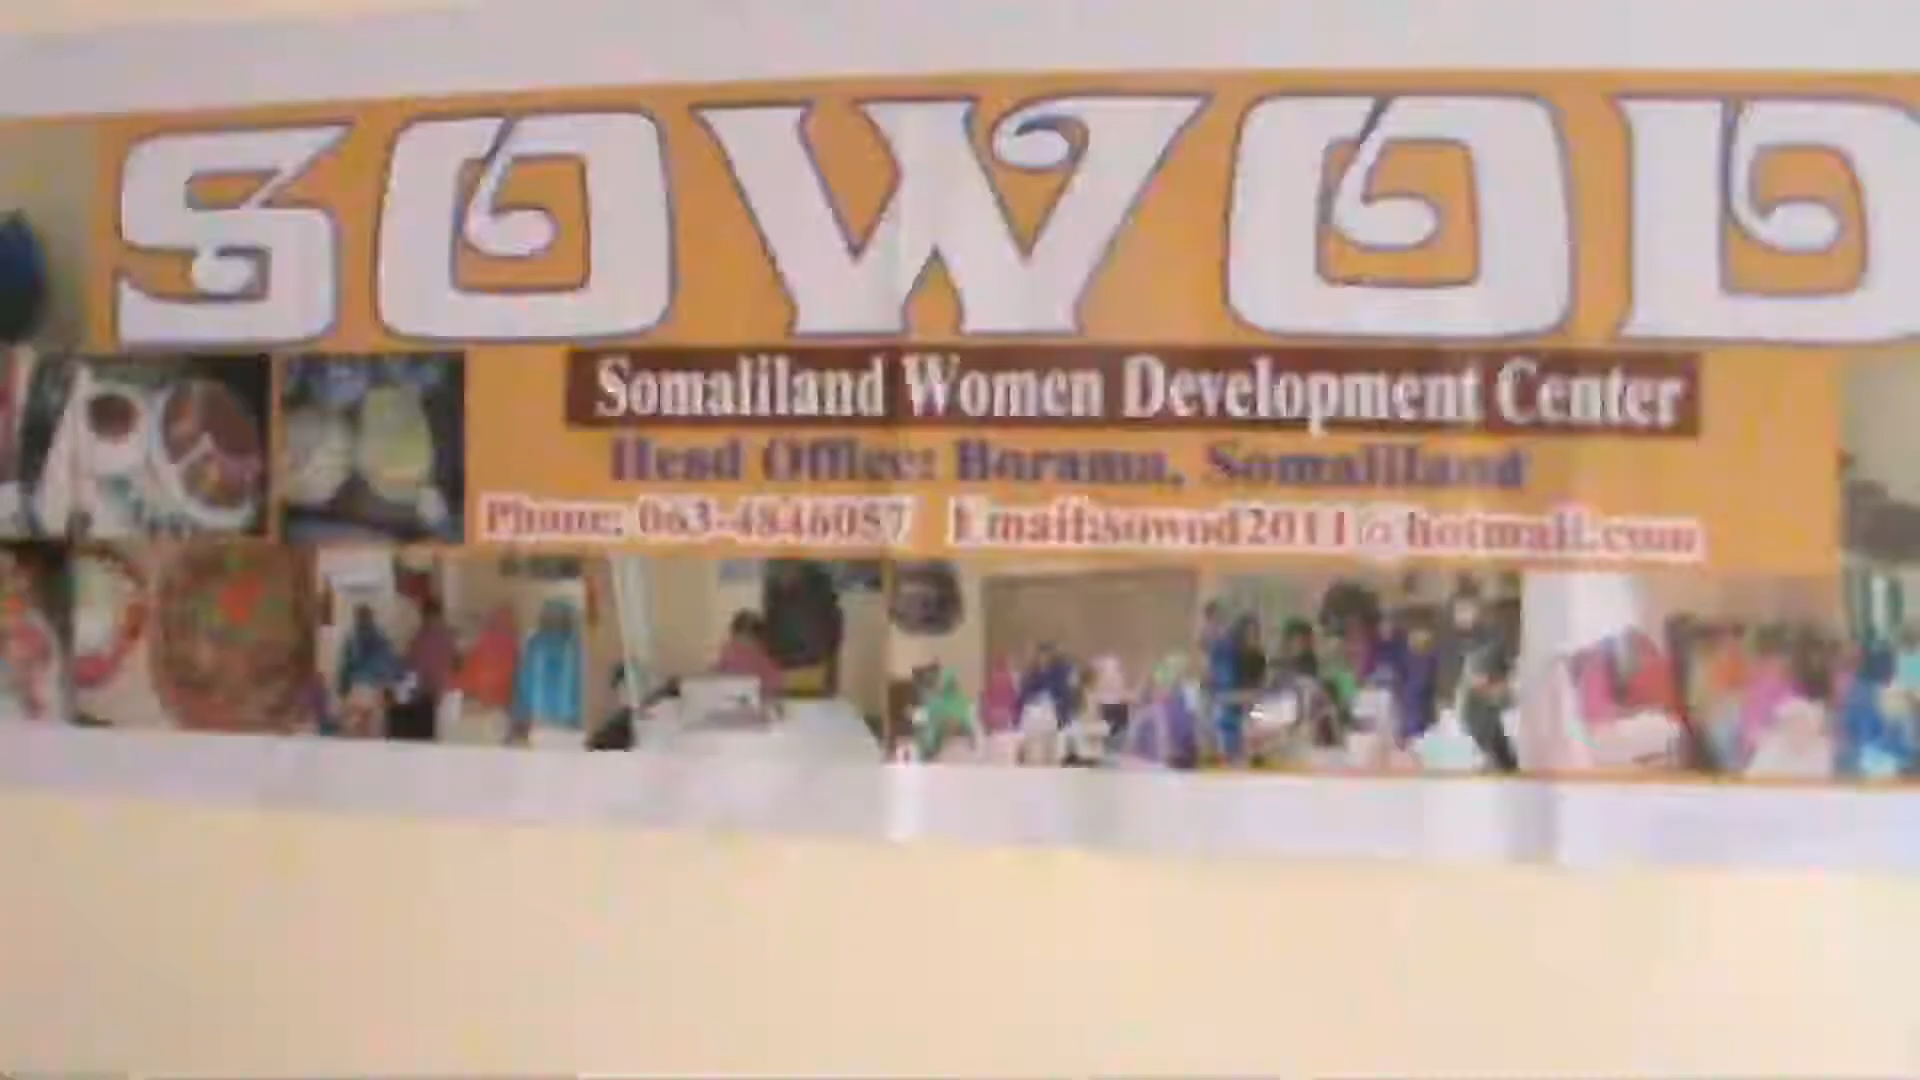 SOWOD
Somaliland Women Development Center
Head Office: Borama, Somaliland
Phone: 063-4846057 Email:sowod2011@hotmail.com